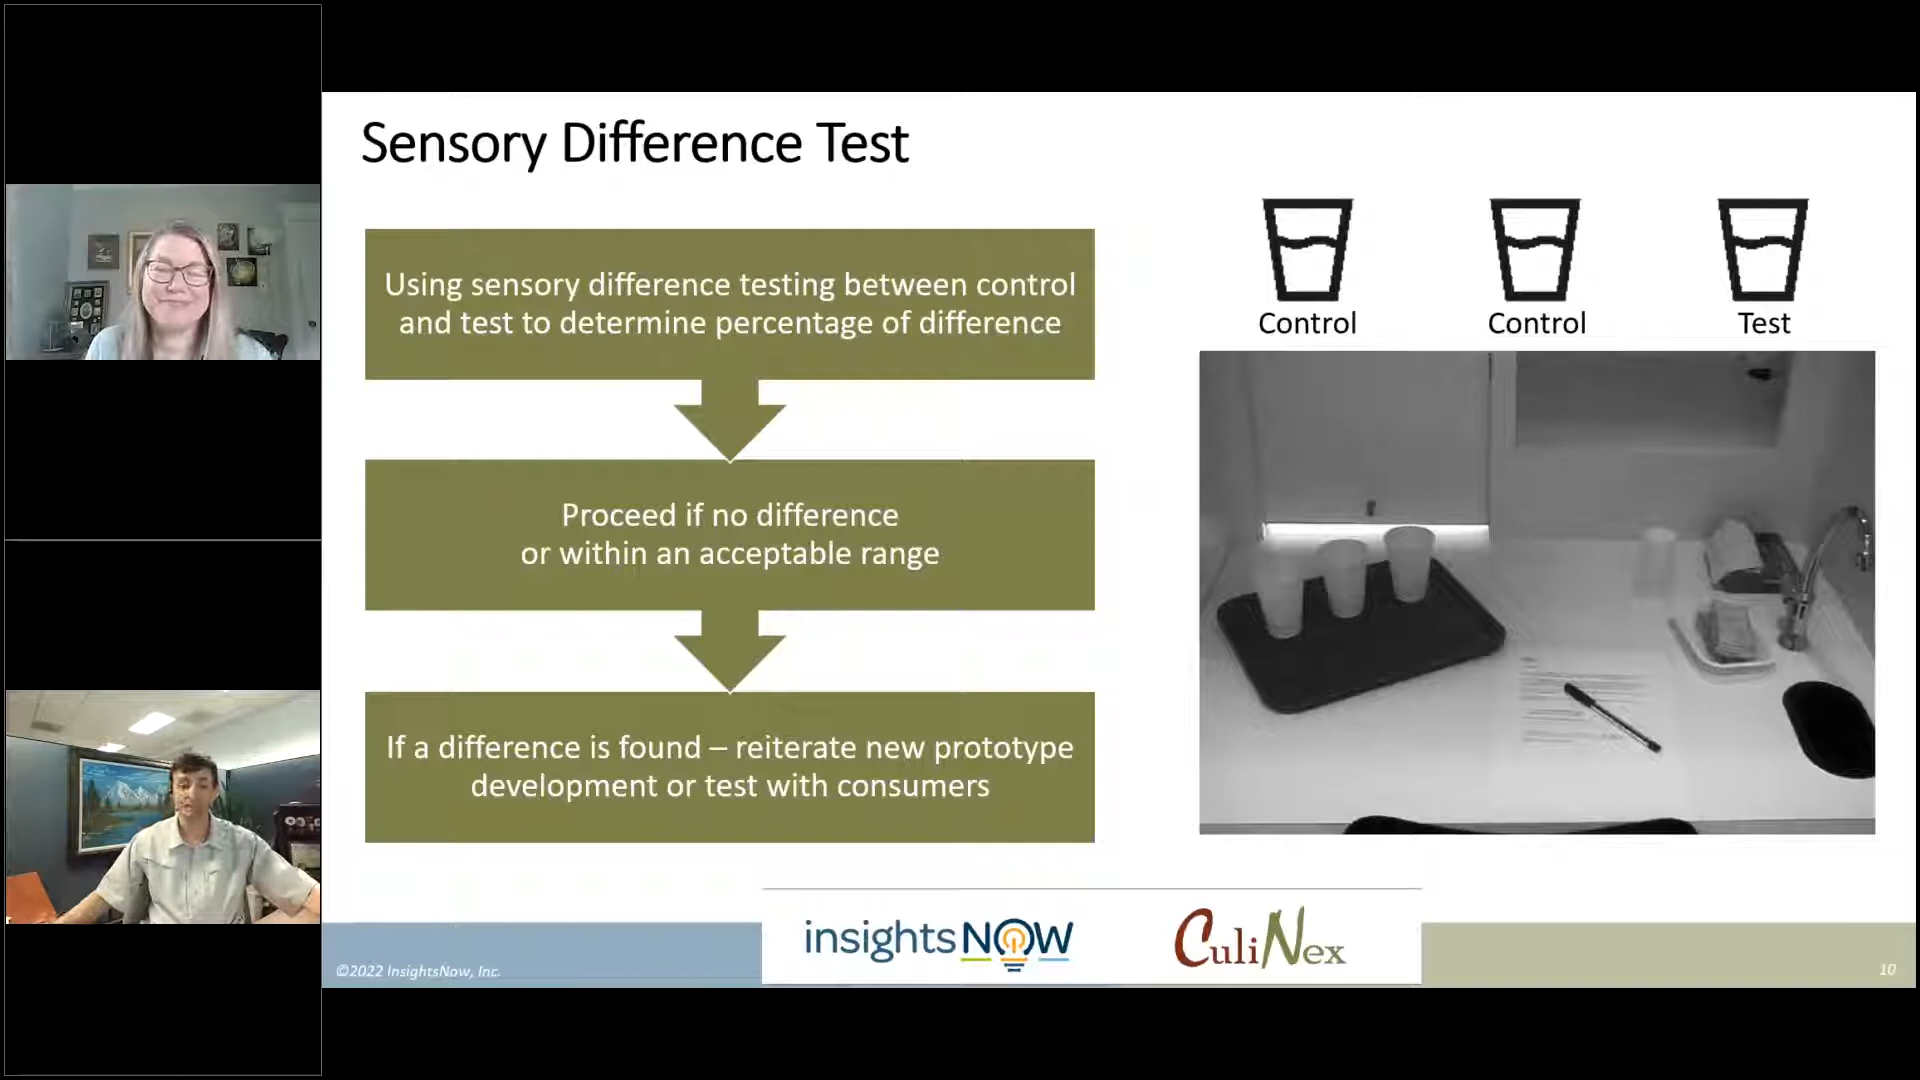 Sensory Difference Test
Using sensory difference testing between control
and test to determine percentage of difference
Proceed if no difference
or within an acceptable range
If a difference is found – reiterate new prototype
development or test with consumers
Control
Control
Test
©2022 InsightsNow, Inc.
insightsNOW
CuliNex
10